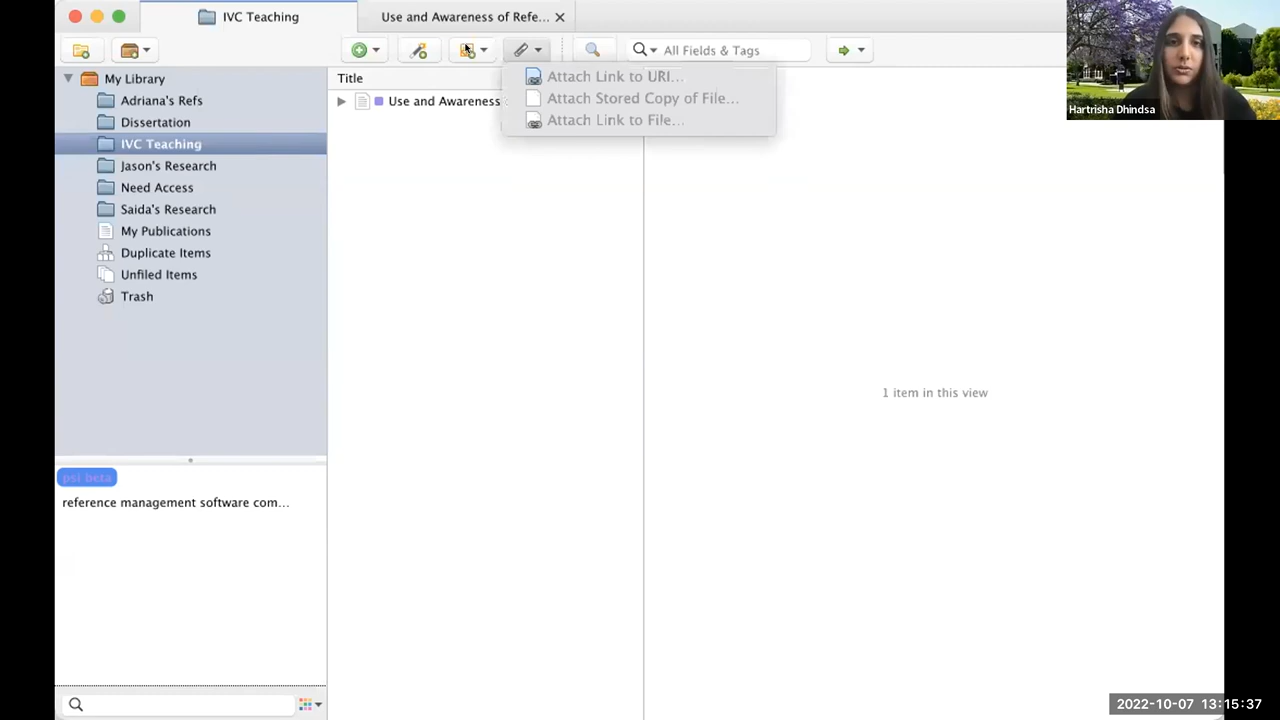 IVC Teaching
Use and Awareness of Refe...
All Fields & Tags
My Library
Adriana's Refs
Dissertation
IVC Teaching
Jason's Research
Need Access
Saida's Research
My Publications
Duplicate Items
Unfiled Items
Trash
psi beta
reference management software com...
Title
Use and Awareness
Attach Link to URI...
Attach Stored Copy of File...
Attach Link to File...
1 item in this view
Hartrisha Dhindsa
2022-10-07 13:15:37